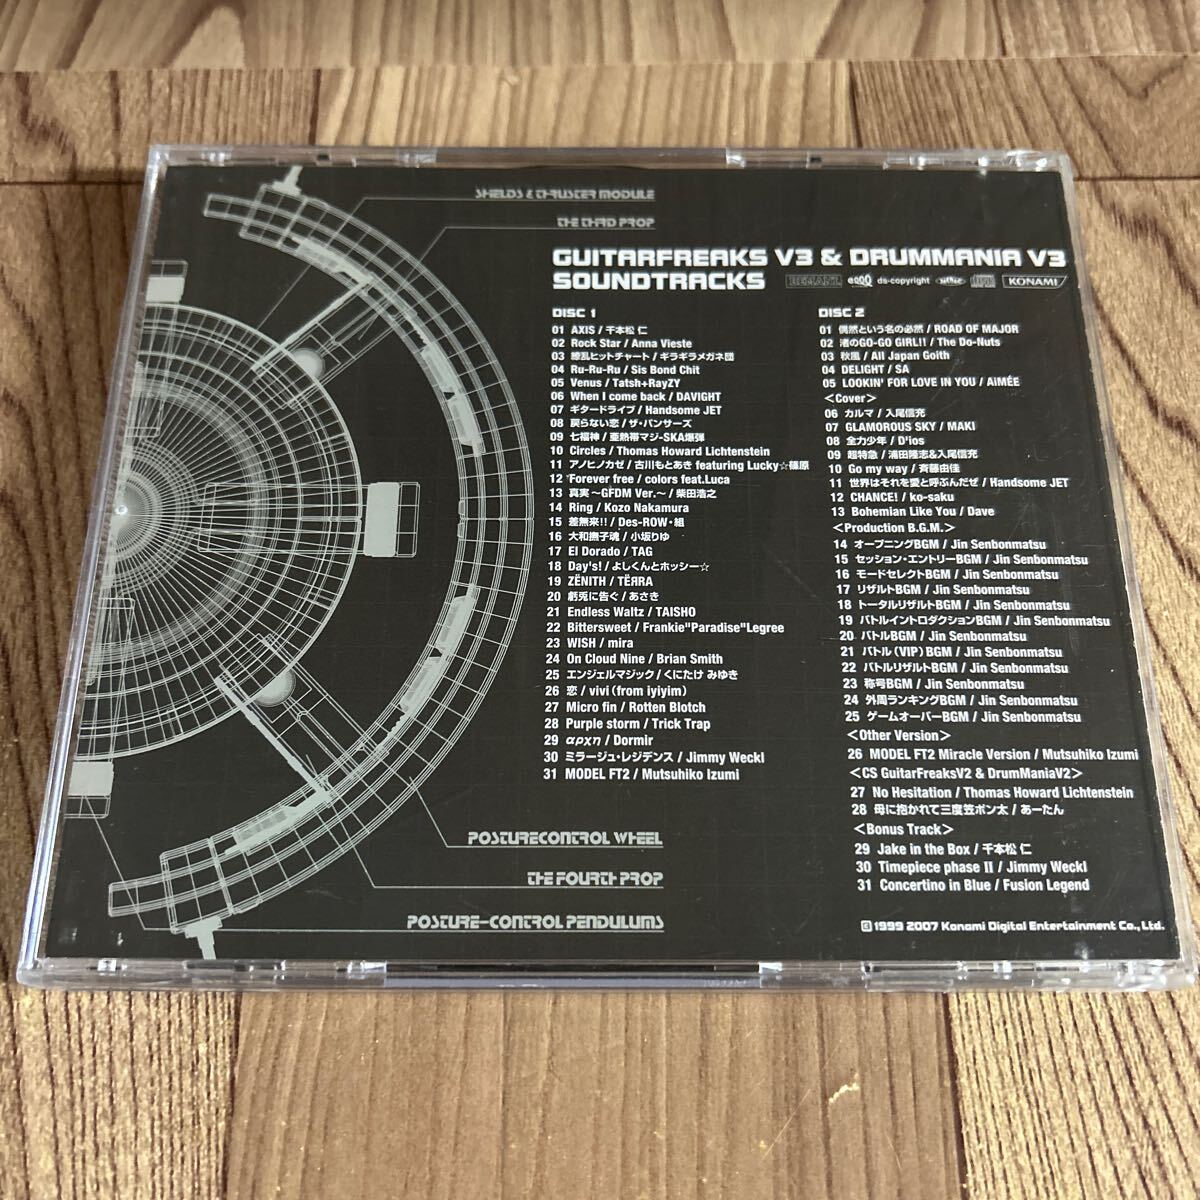 SHIELDS & THRUSTER MODULE
THE THIRD PROP
GUITARFREAKS V3 & DRUMMANIA V3
SOUNDTRACKS
BEMANI ds-copyright KONAMI
DISC 1
01 AXIS / 千本松 仁
02 Rock Star / Anna Vieste
03 繚乱ヒットチャート / ギラギラメガネ団
04 Ru-Ru-Ru / Sis Bond Chit
05 Venus / Tatsh+RayZY
06 When I come back / DAVIGHT
07 ギタードライブ / Handsome JET
08 戻らない恋 / ザ・パンサーズ
09 七福神 / 亜熱帯マジ-SKA爆弾
10 Circles / Thomas Howard Lichtenstein
11 アノヒノカゼ / 古川もとあき featuring Lucky☆篠原
12 Forever free / colors feat.Luca
13 真実 〜GFDM Ver.〜 / 柴田浩之
14 Ring / Kozo Nakamura
15 差無来!! / Des-ROW・組
16 大和撫子魂 / 小坂りゆ
17 El Dorado / TAG
18 Day's! / よしくんとホッシー☆
19 ZЁNITH / TЁЯRA
20 劇兎に告ぐ / あさき
21 Endless Waltz / TAISHO
22 Bittersweet / Frankie"Paradise"Legree
23 WISH / mira
24 On Cloud Nine / Brian Smith
25 エンジェルマジック / くにたけ みゆき
26 恋 / vivi (from iyiyim)
27 Micro fin / Rotten Blotch
28 Purple storm / Trick Trap
29 αρχη / Dormir
30 ミラージュ・レジデンス / Jimmy Weckl
31 MODEL FT2 / Mutsuhiko Izumi
DISC 2
01 偶然という名の必然 / ROAD OF MAJOR
02 渚のGO-GO GIRL!! / The Do-Nuts
03 秋風 / All Japan Goith
04 DELIGHT / SA
05 LOOKIN' FOR LOVE IN YOU / AiMÉE
<Cover>
06 カルマ / 入尾信充
07 GLAMOROUS SKY / MAKI
08 全力少年 / D'ios
09 超特急 / 浦田隆志&入尾信充
10 Go my way / 斉藤由佳
11 世界はそれを愛と呼ぶんだぜ / Handsome JET
12 CHANCE! / ko-saku
13 Bohemian Like You / Dave
<Production B.G.M.>
14 オープニングBGM / Jin Senbonmatsu
15 セッション・エントリーBGM / Jin Senbonmatsu
16 モードセレクトBGM / Jin Senbonmatsu
17 リザルトBGM / Jin Senbonmatsu
18 トータルリザルトBGM / Jin Senbonmatsu
19 バトルイントロダクションBGM / Jin Senbonmatsu
20 バトルBGM / Jin Senbonmatsu
21 バトル(VIP)BGM / Jin Senbonmatsu
22 バトルリザルトBGM / Jin Senbonmatsu
23 称号BGM / Jin Senbonmatsu
24 外周ランキングBGM / Jin Senbonmatsu
25 ゲームオーバーBGM / Jin Senbonmatsu
<Other Version>
26 MODEL FT2 Miracle Version / Mutsuhiko Izumi
<CS GuitarFreaksV2 & DrumManiaV2>
27 No Hesitation / Thomas Howard Lichtenstein
28 母に抱かれて三度笠ポン太 / あーたん
<Bonus Track>
29 Jake in the Box / 千本松 仁
30 Timepiece phase II / Jimmy Weckl
31 Concertino in Blue / Fusion Legend
POSTURECONTROL WHEEL
THE FOURTH PROP
POSTURE-CONTROL PENDULUMS
©1999 2007 Konami Digital Entertainment Co., Ltd.